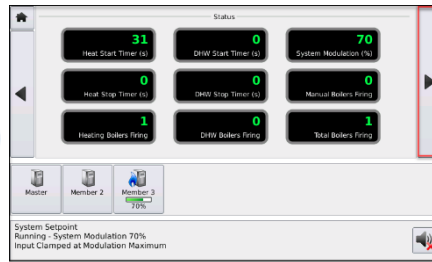 Status
31
Heat Start Timer (s)
0
DHW Start Timer (s)
70
System Modulation (%)
0
Heat Stop Timer (s)
0
DHW Stop Timer (s)
0
Manual Boilers Firing
1
Heating Boilers Firing
0
DHW Boilers Firing
1
Total Boilers Firing
Master
Member 2
Member 3
70%
System Setpoint
Running - System Modulation 70%
Input Clamped at Modulation Maximum